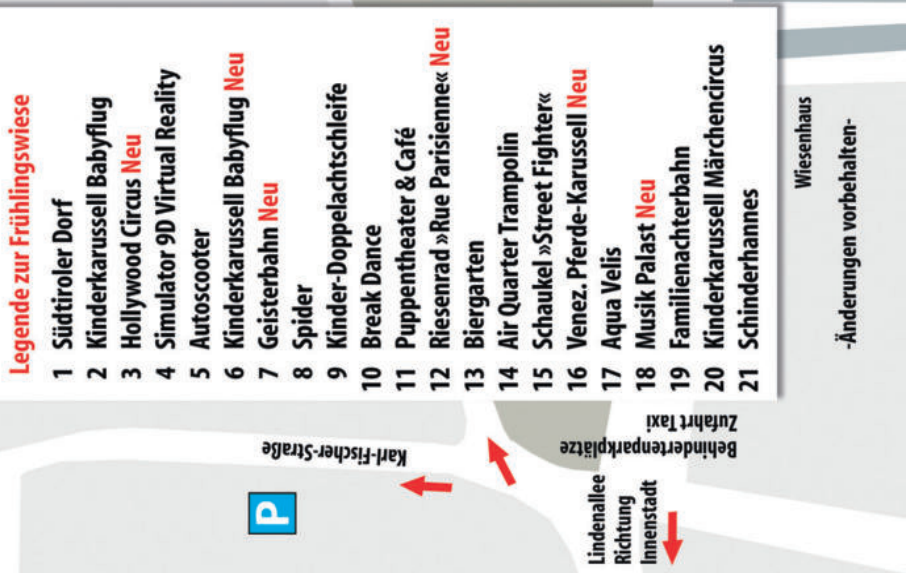 Legende zur Frühlingswiese
1 Südtiroler Dorf
2 Kinderkarussell Babyflug
3 Hollywood Circus Neu
4 Simulator 9D Virtual Reality
5 Autoscooter
6 Kinderkarussell Babyflug Neu
7 Geisterbahn Neu
8 Spider
9 Kinder-Doppelachtschleife
10 Break Dance
11 Puppentheater & Café
12 Riesenrad »Rue Parisienne« Neu
13 Biergarten
14 Air Quarter Trampolin
15 Schaukel »Street Fighter«
16 Venez. Pferde-Karussell Neu
17 Aqua Velis
18 Musik Palast Neu
19 Familienachterbahn
20 Kinderkarussell Märchencircus
21 Schinderhannes
Wiesenhaus
-Änderungen vorbehalten-
Karl-Fischer-Straße
P
Behindertenparkplätze
Zufahrt Taxi
Lindenallee
Richtung
Innenstadt